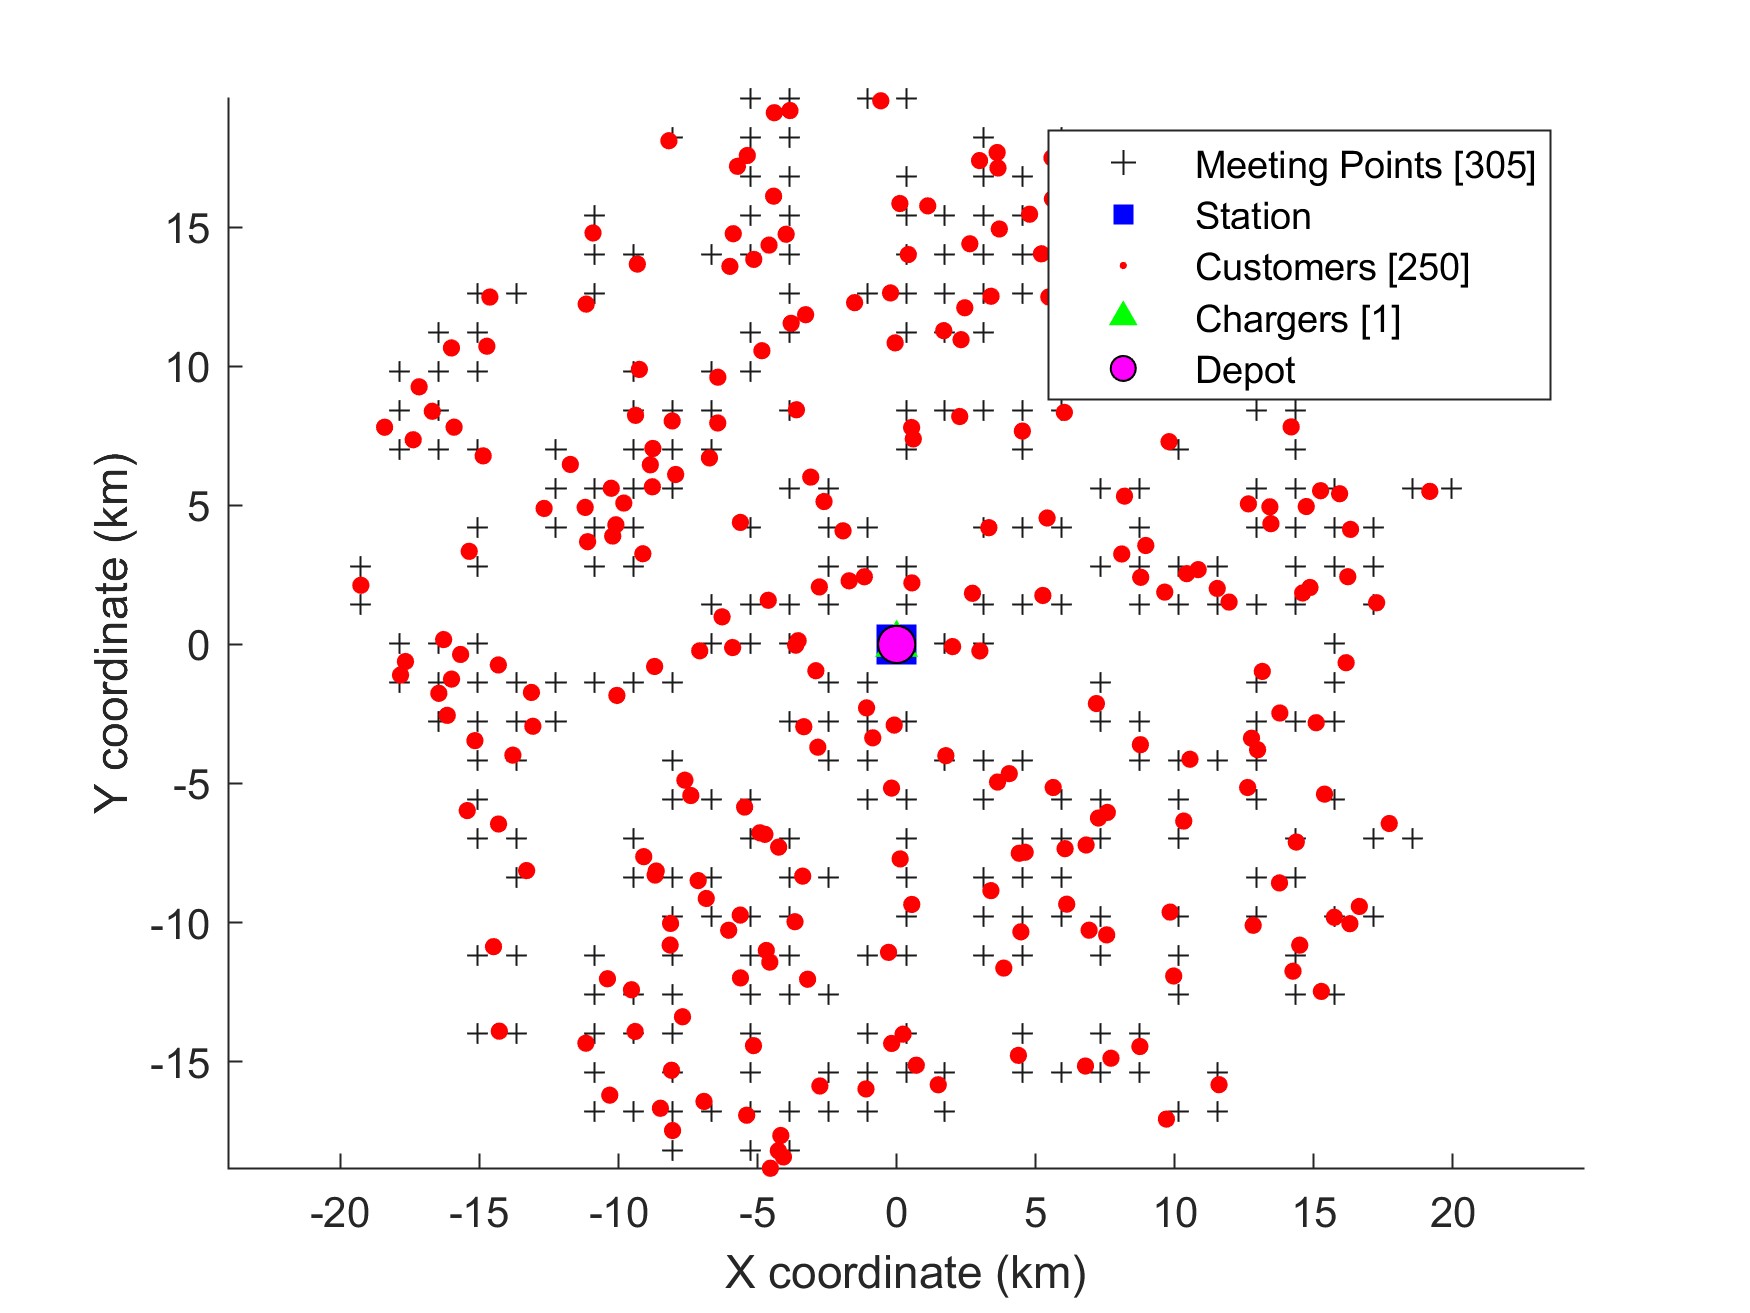 Meeting Points [305]
Station
Customers [250]
Chargers [1]
Depot
15
10
5
0
-5
-10
-15
Y coordinate (km)
-20 -15 -10 -5 0 5 10 15 20
X coordinate (km)